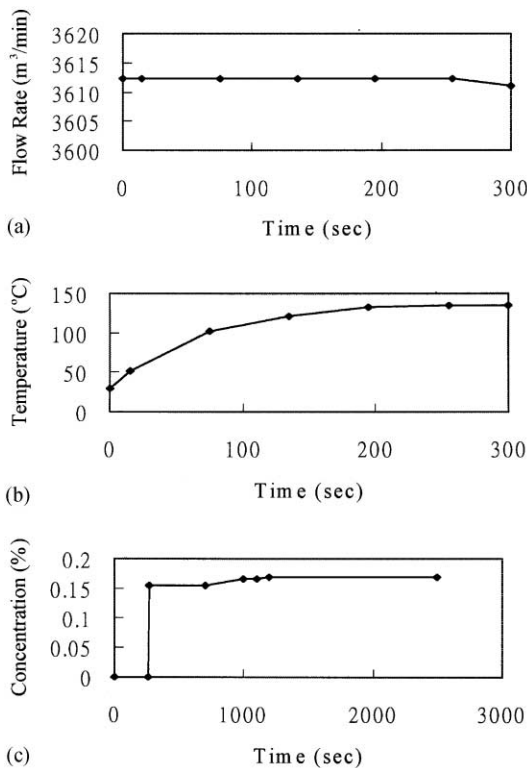 Flow Rate (m³/min)
3620
3615
3610
3605
3600
0 100 200 300
(a)
Time (sec)
Temperature (°C)
150
100
50
0
0 100 200 300
(b)
Time (sec)
Concentration (%)
0.2
0.15
0.1
0.05
0
0 1000 2000 3000
(c)
Time (sec)